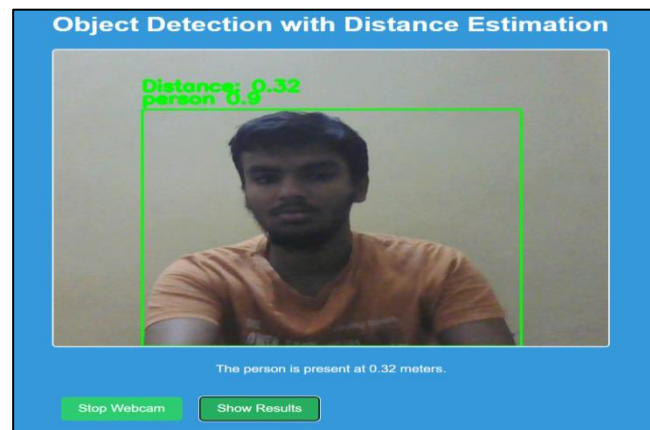 Object Detection with Distance Estimation
Distance: 0.32
person 0.9
The person is present at 0.32 meters.
Stop Webcam
Show Results